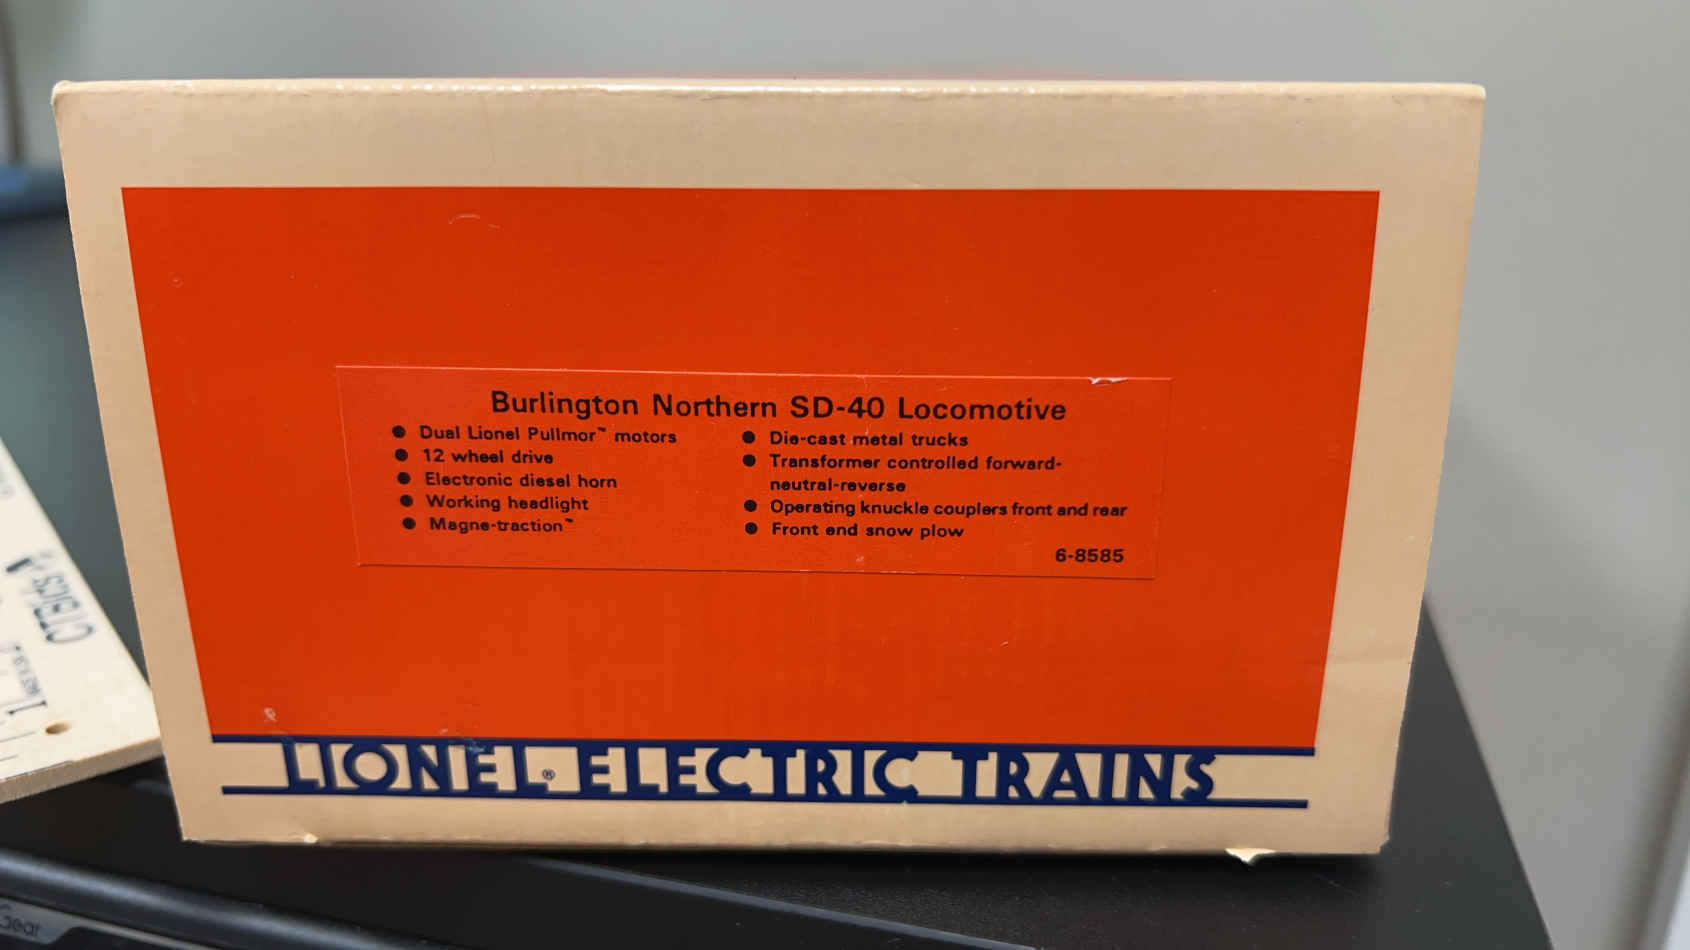 Burlington Northern SD-40 Locomotive
● Dual Lionel Pullmor™ motors
● 12 wheel drive
● Electronic diesel horn
● Working headlight
● Magne-traction™
● Die-cast metal trucks
● Transformer controlled forward-
neutral-reverse
● Operating knuckle couplers front and rear
● Front end snow plow
6-8585
LIONEL® ELECTRIC TRAINS
Gear